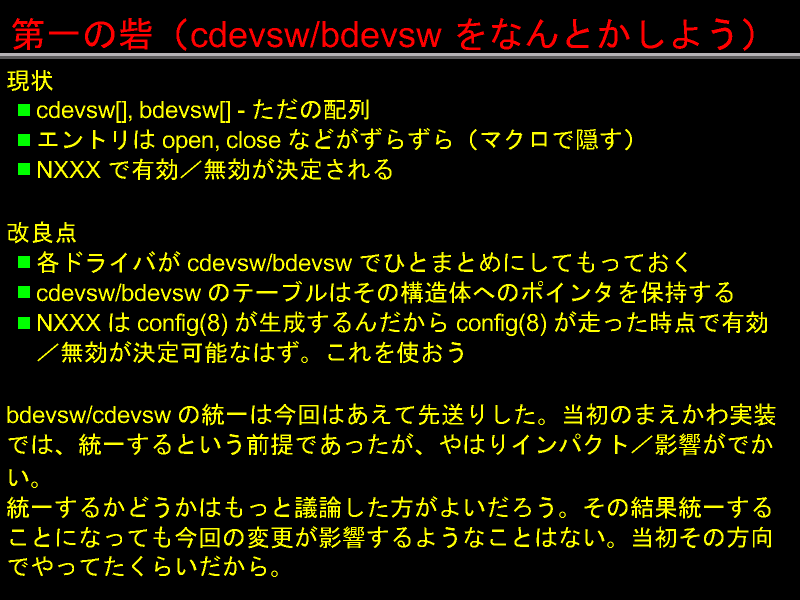 第一の砦（cdevsw/bdevsw をなんとかしよう）
現状
cdevsw[], bdevsw[] - ただの配列
エントリは open, close などがずらずら（マクロで隠す）
NXXX で有効／無効が決定される
改良点
各ドライバが cdevsw/bdevsw でひとまとめにしてもっておく
cdevsw/bdevsw のテーブルはその構造体へのポインタを保持する
NXXX は config(8) が生成するんだから config(8) が走った時点で有効
／無効が決定可能なはず。これを使おう
bdevsw/cdevsw の統一は今回はあえて先送りした。当初のまえかわ実装
では、統一するという前提であったが、やはりインパクト／影響がでか
い。
統一するかどうかはもっと議論した方がよいだろう。その結果統一する
ことになっても今回の変更が影響するようなことはない。当初その方向
でやってたくらいだから。